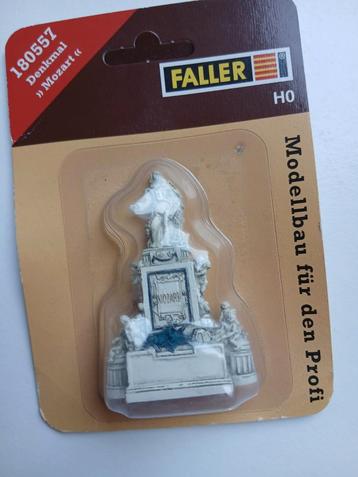 180557
Denkmal
» Mozart «
FALLER
H0
Modellbau für den Profi
MOZART